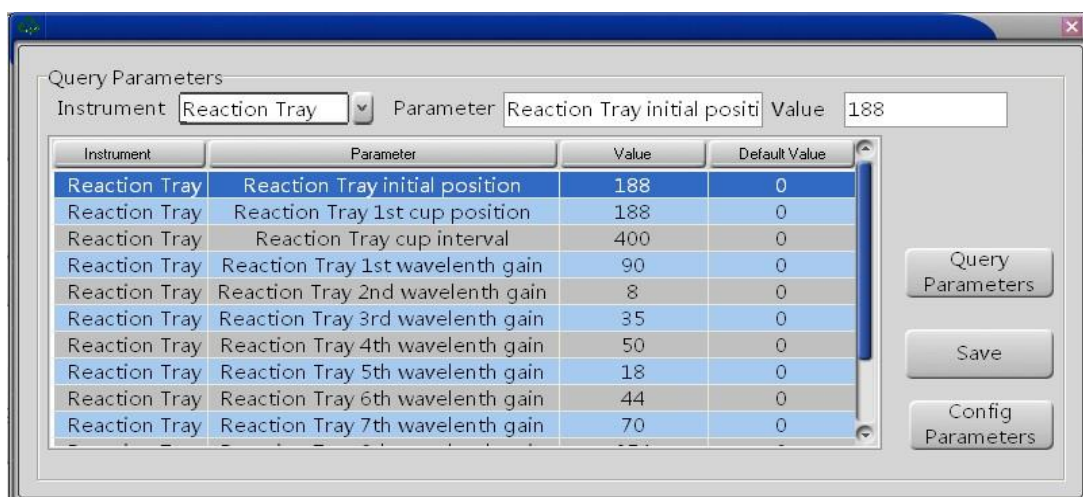 Query Parameters
Instrument Reaction Tray Parameter Reaction Tray initial positi Value 188
Instrument Parameter Value Default Value
Reaction Tray Reaction Tray initial position 188 0
Reaction Tray Reaction Tray 1st cup position 188 0
Reaction Tray Reaction Tray cup interval 400 0
Reaction Tray Reaction Tray 1st wavelenth gain 90 0
Reaction Tray Reaction Tray 2nd wavelenth gain 8 0
Reaction Tray Reaction Tray 3rd wavelenth gain 35 0
Reaction Tray Reaction Tray 4th wavelenth gain 50 0
Reaction Tray Reaction Tray 5th wavelenth gain 18 0
Reaction Tray Reaction Tray 6th wavelenth gain 44 0
Reaction Tray Reaction Tray 7th wavelenth gain 70 0
Query
Parameters
Save
Config
Parameters